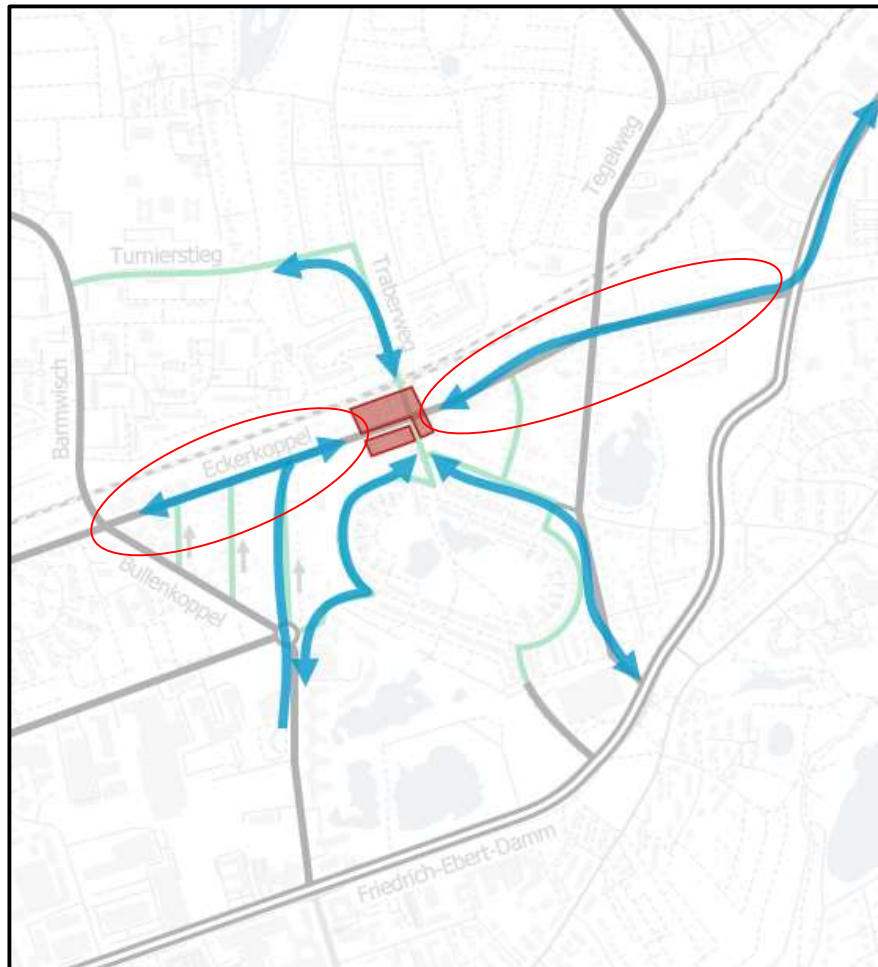 Tegelweg
Turnierstieg
Traberweg
Barmwisch
Eckerkoppel
Bullenkoppel
Friedrich-Ebert-Damm